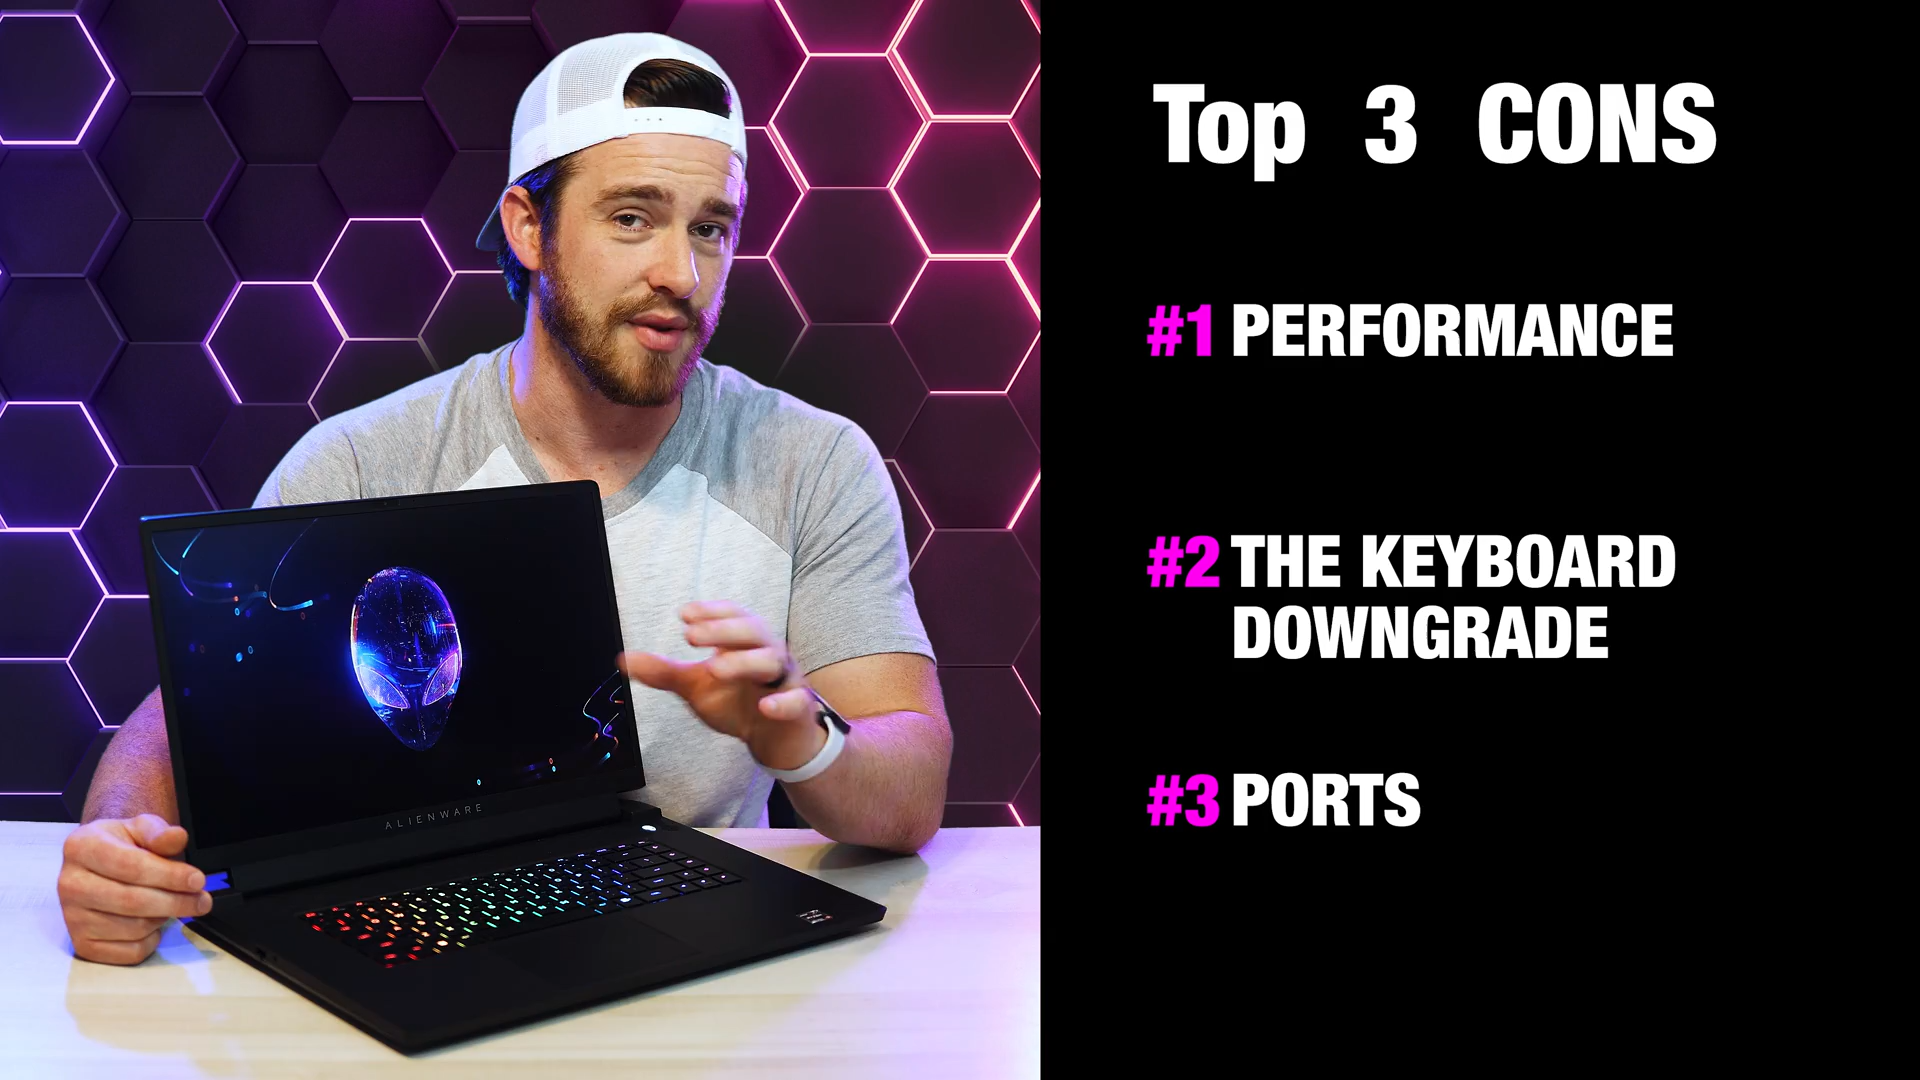 Top 3 CONS
#1 PERFORMANCE
#2 THE KEYBOARD
DOWNGRADE
#3 PORTS
ALIENWARE